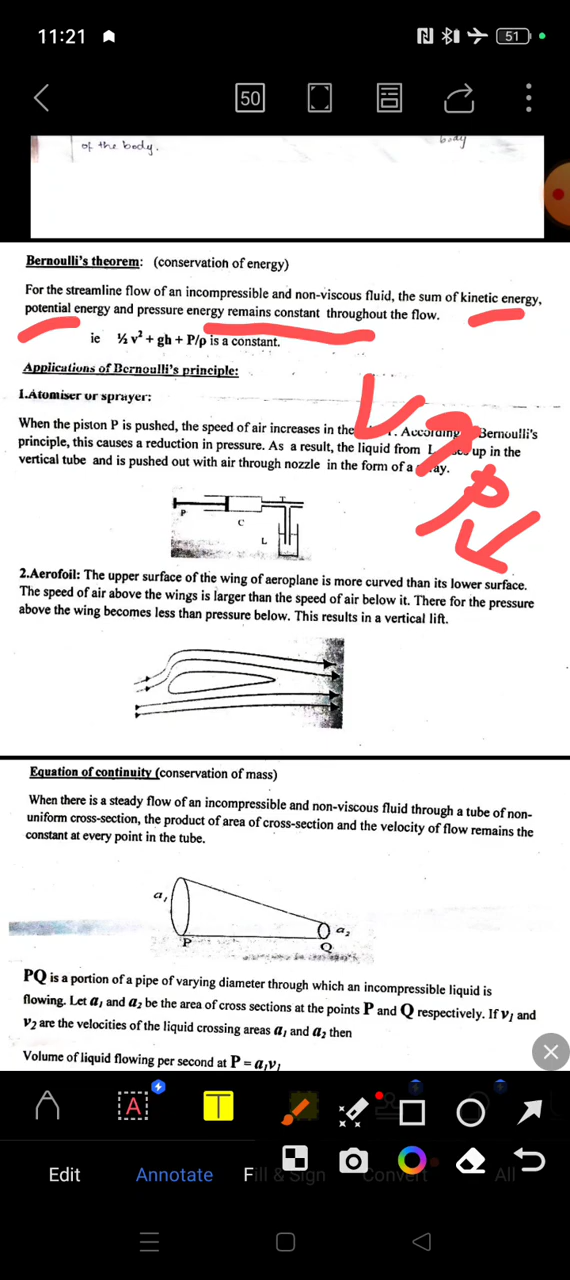 11:21
51
50
of the body.
body
Bernoulli's theorem: (conservation of energy)
For the streamline flow of an incompressible and non-viscous fluid, the sum of kinetic energy,
potential energy and pressure energy remains constant throughout the flow.
ie ½ v² + gh + P/ρ is a constant.
Applications of Bernoulli's principle:
1.Atomiser or sprayer:
When the piston P is pushed, the speed of air increases in the . According Bernoulli's
principle, this causes a reduction in pressure. As a result, the liquid from L up in the
vertical tube and is pushed out with air through nozzle in the form of a ray.
V↑
P↓
P
C
T
L
2.Aerofoil: The upper surface of the wing of aeroplane is more curved than its lower surface.
The speed of air above the wings is larger than the speed of air below it. There for the pressure
above the wing becomes less than pressure below. This results in a vertical lift.
Equation of continuity (conservation of mass)
When there is a steady flow of an incompressible and non-viscous fluid through a tube of non-
uniform cross-section, the product of area of cross-section and the velocity of flow remains the
constant at every point in the tube.
a₁
a₂
P
Q
PQ is a portion of a pipe of varying diameter through which an incompressible liquid is
flowing. Let a₁ and a₂ be the area of cross sections at the points P and Q respectively. If v₁ and
v₂ are the velocities of the liquid crossing areas a₁ and a₂ then
Volume of liquid flowing per second at P = a₁v₁
A
T
Edit
Annotate
Fill & Sign
Convert
All